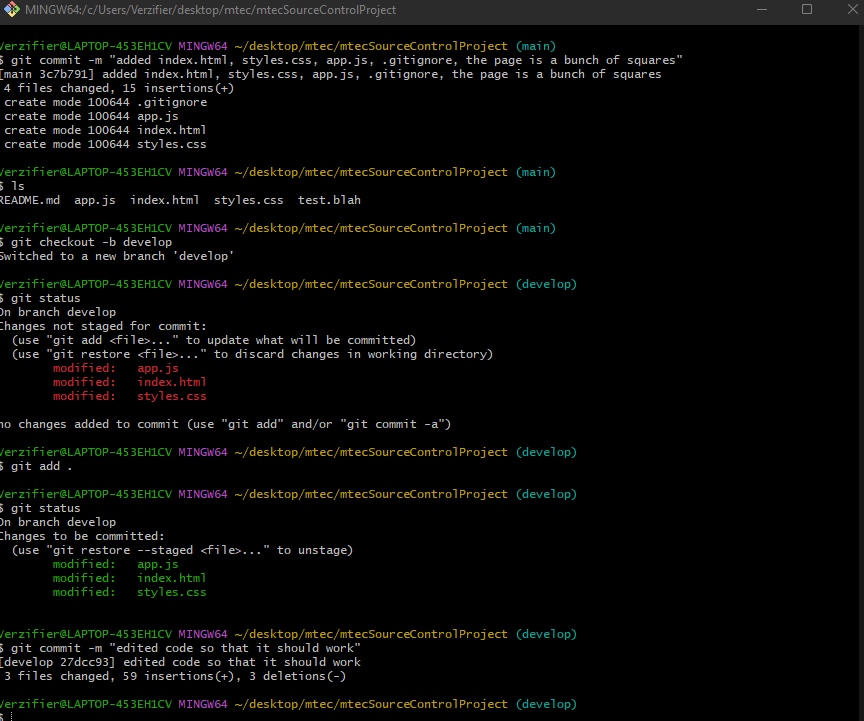 MINGW64:/c/Users/Verzifier/desktop/mtec/mtecSourceControlProject
Verzifier@LAPTOP-453EH1CV MINGW64 ~/desktop/mtec/mtecSourceControlProject (main)
$ git commit -m "added index.html, styles.css, app.js, .gitignore, the page is a bunch of squares"
[main 3c7b791] added index.html, styles.css, app.js, .gitignore, the page is a bunch of squares
 4 files changed, 15 insertions(+)
 create mode 100644 .gitignore
 create mode 100644 app.js
 create mode 100644 index.html
 create mode 100644 styles.css
Verzifier@LAPTOP-453EH1CV MINGW64 ~/desktop/mtec/mtecSourceControlProject (main)
$ ls
README.md  app.js  index.html  styles.css  test.blah
Verzifier@LAPTOP-453EH1CV MINGW64 ~/desktop/mtec/mtecSourceControlProject (main)
$ git checkout -b develop
Switched to a new branch 'develop'
Verzifier@LAPTOP-453EH1CV MINGW64 ~/desktop/mtec/mtecSourceControlProject (develop)
$ git status
On branch develop
Changes not staged for commit:
  (use "git add <file>..." to update what will be committed)
  (use "git restore <file>..." to discard changes in working directory)
        modified:   app.js
        modified:   index.html
        modified:   styles.css
no changes added to commit (use "git add" and/or "git commit -a")
Verzifier@LAPTOP-453EH1CV MINGW64 ~/desktop/mtec/mtecSourceControlProject (develop)
$ git add .
Verzifier@LAPTOP-453EH1CV MINGW64 ~/desktop/mtec/mtecSourceControlProject (develop)
$ git status
On branch develop
Changes to be committed:
  (use "git restore --staged <file>..." to unstage)
        modified:   app.js
        modified:   index.html
        modified:   styles.css
Verzifier@LAPTOP-453EH1CV MINGW64 ~/desktop/mtec/mtecSourceControlProject (develop)
$ git commit -m "edited code so that it should work"
[develop 27dcc93] edited code so that it should work
 3 files changed, 59 insertions(+), 3 deletions(-)
Verzifier@LAPTOP-453EH1CV MINGW64 ~/desktop/mtec/mtecSourceControlProject (develop)
$